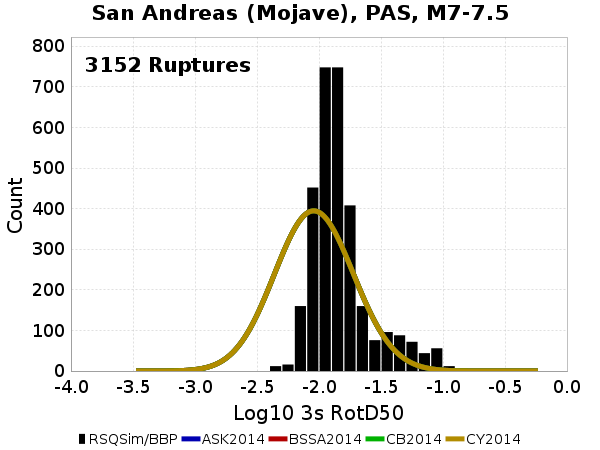 San Andreas (Mojave), PAS, M7-7.5
3152 Ruptures
Count
800
700
600
500
400
300
200
100
0
-4.0 -3.5 -3.0 -2.5 -2.0 -1.5 -1.0 -0.5 0.0
Log10 3s RotD50
RSQSim/BBP ASK2014 BSSA2014 CB2014 CY2014